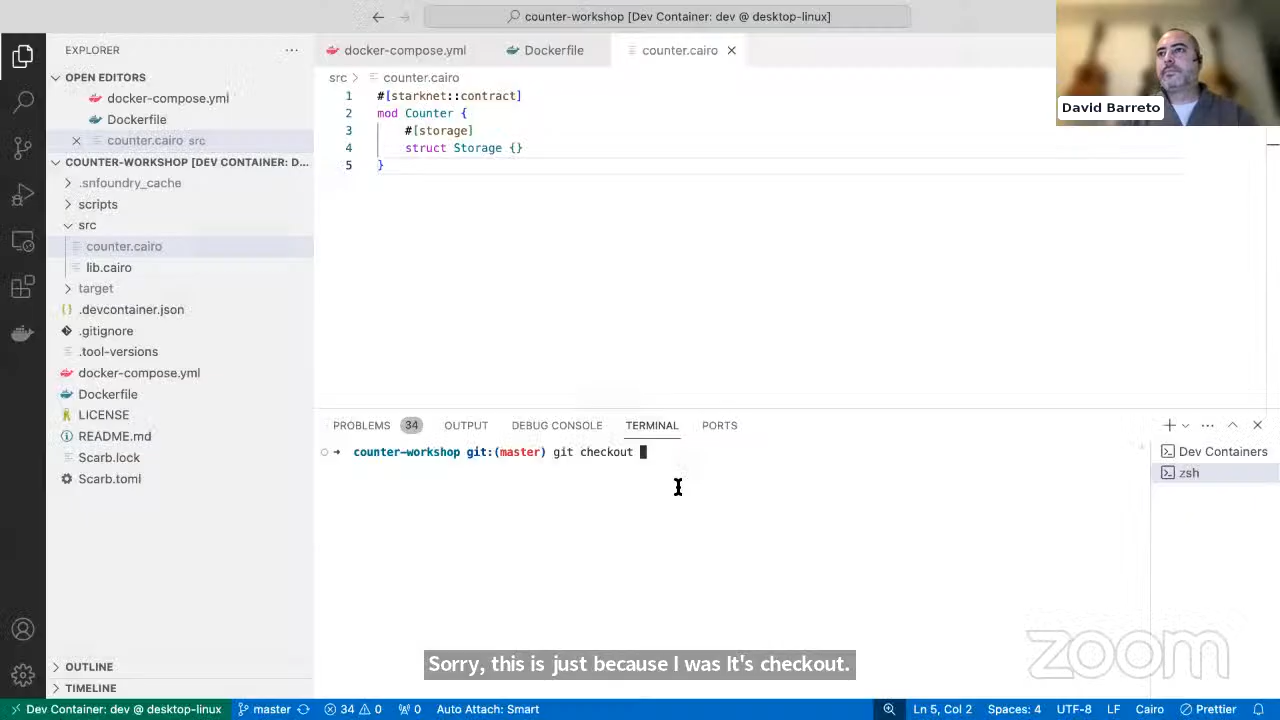 counter-workshop [Dev Container: dev @ desktop-linux]
EXPLORER
OPEN EDITORS
docker-compose.yml
Dockerfile
counter.cairo src
COUNTER-WORKSHOP [DEV CONTAINER: D...
.snfoundry_cache
scripts
src
counter.cairo
lib.cairo
target
.devcontainer.json
.gitignore
.tool-versions
docker-compose.yml
Dockerfile
LICENSE
README.md
Scarb.lock
Scarb.toml
OUTLINE
TIMELINE
docker-compose.yml
Dockerfile
counter.cairo
src > counter.cairo
1 #[starknet::contract]
2 mod Counter {
3 #[storage]
4 struct Storage {}
5 }
David Barreto
PROBLEMS 34 OUTPUT DEBUG CONSOLE TERMINAL PORTS
counter-workshop git:(master) git checkout
Dev Containers
zsh
Sorry, this is just because I was It's checkout.
zoom
Dev Container: dev @ desktop-linux master 34 0 0 Auto Attach: Smart Ln 5, Col 2 Spaces: 4 UTF-8 LF Cairo Prettier